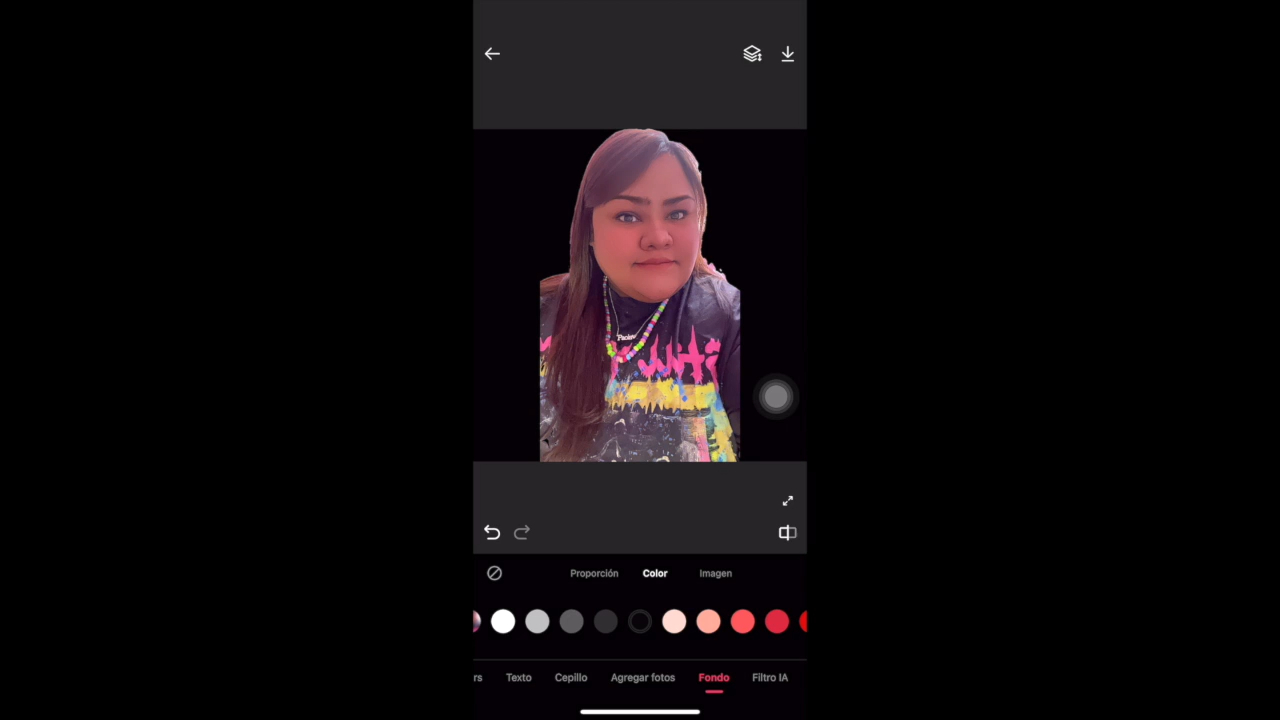 Proporción
Color
Imagen
rs
Texto
Cepillo
Agregar fotos
Fondo
Filtro IA